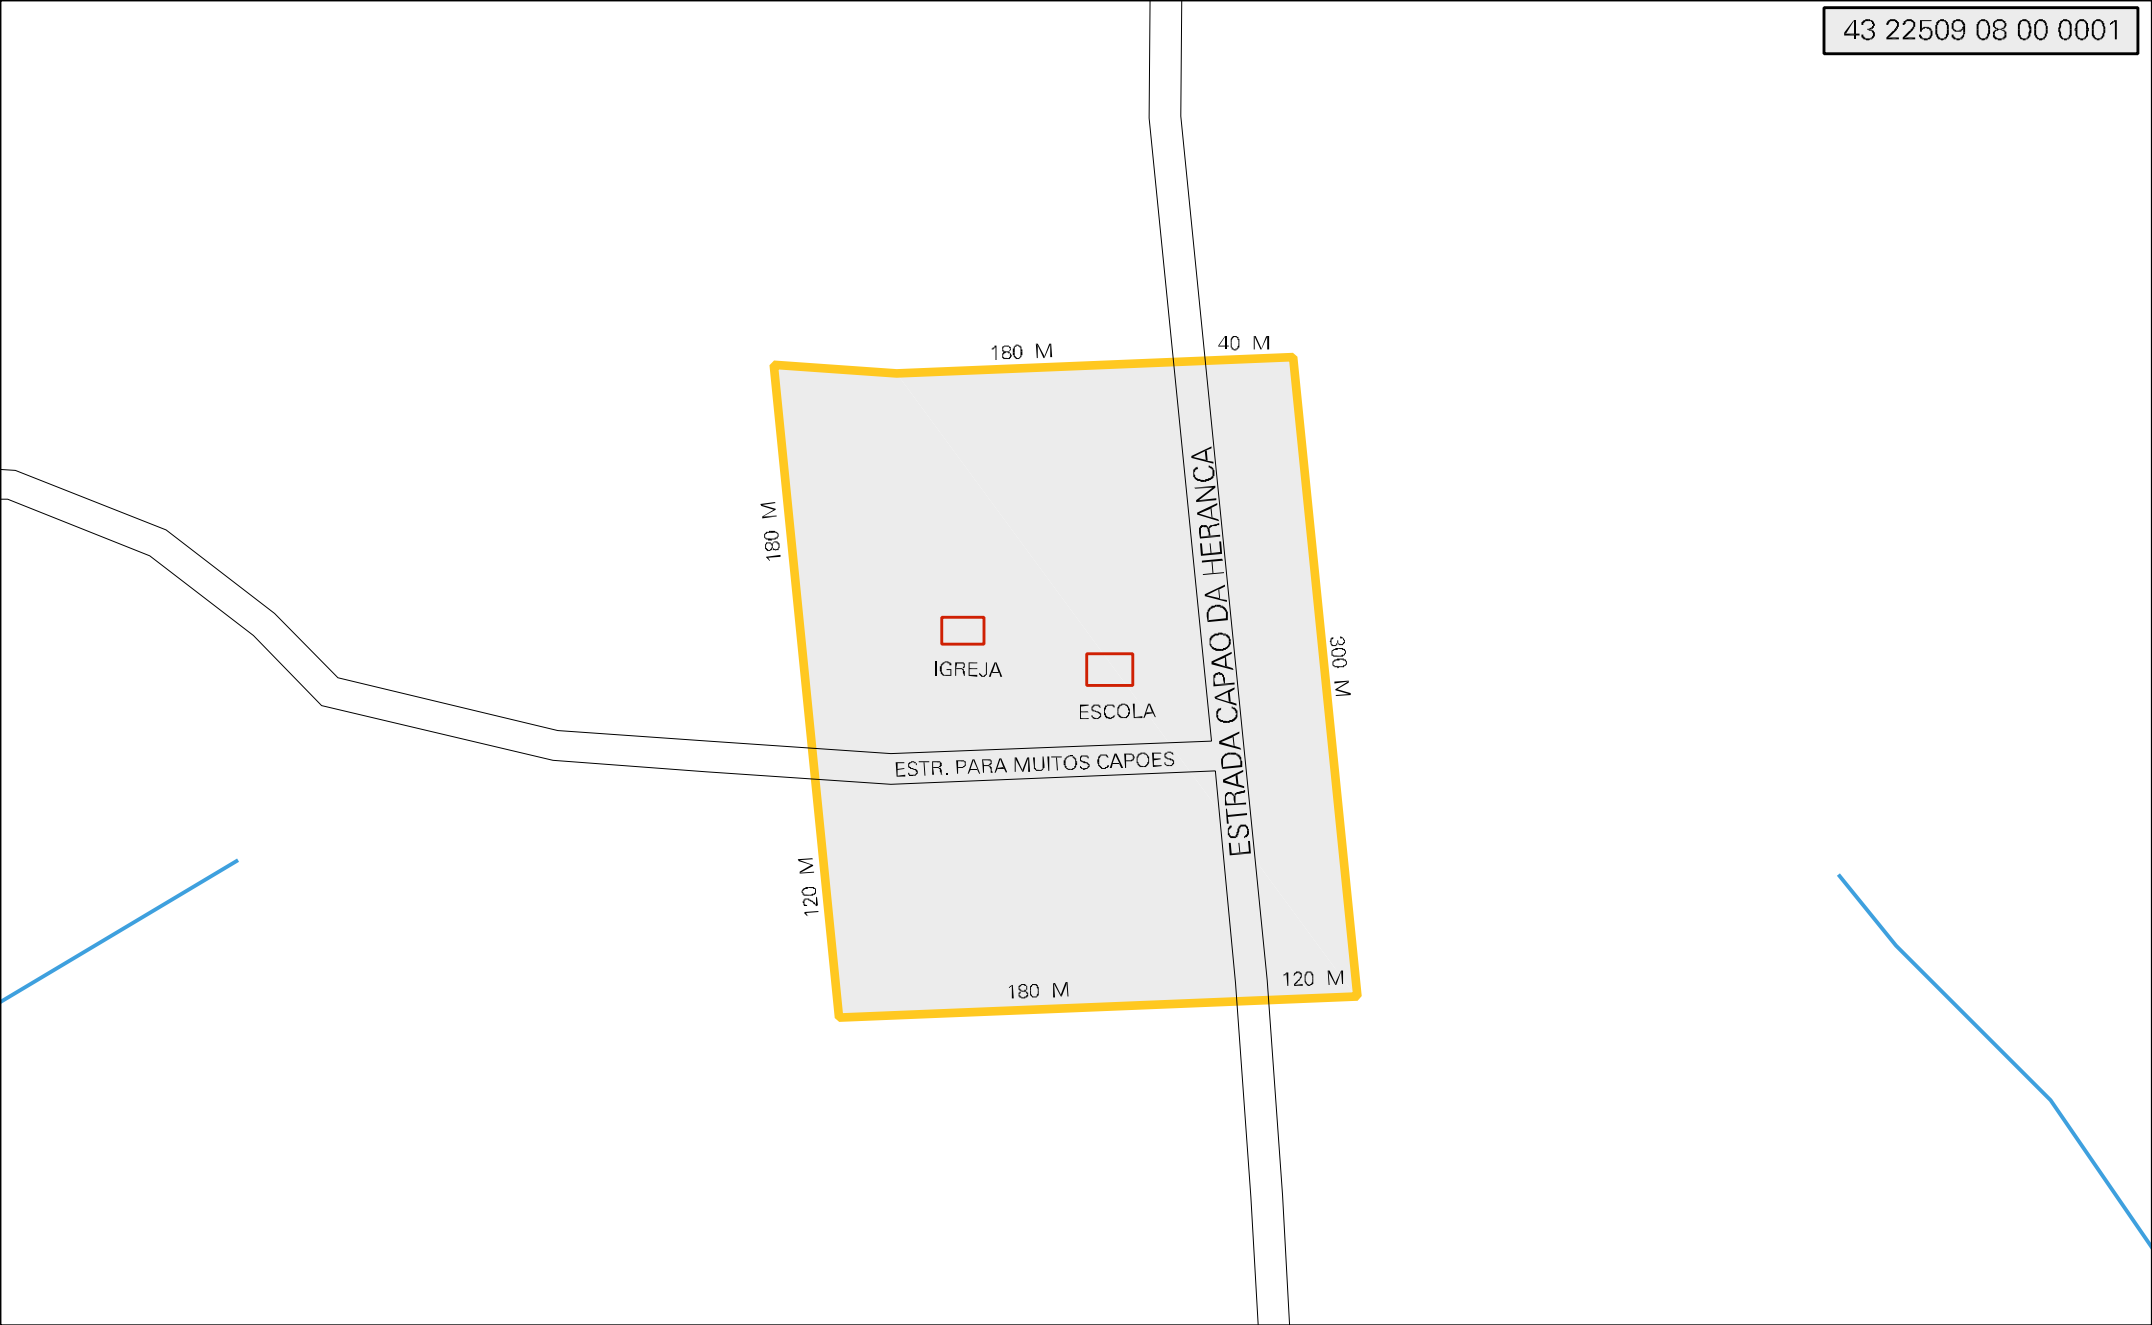 43 22509 08 00 0001
40 M
180 M
180 M
ESTRADA CAPAO DA HERANCA
300 M
IGREJA
ESCOLA
ESTR. PARA MUITOS CAPOES
120 M
120 M
180 M